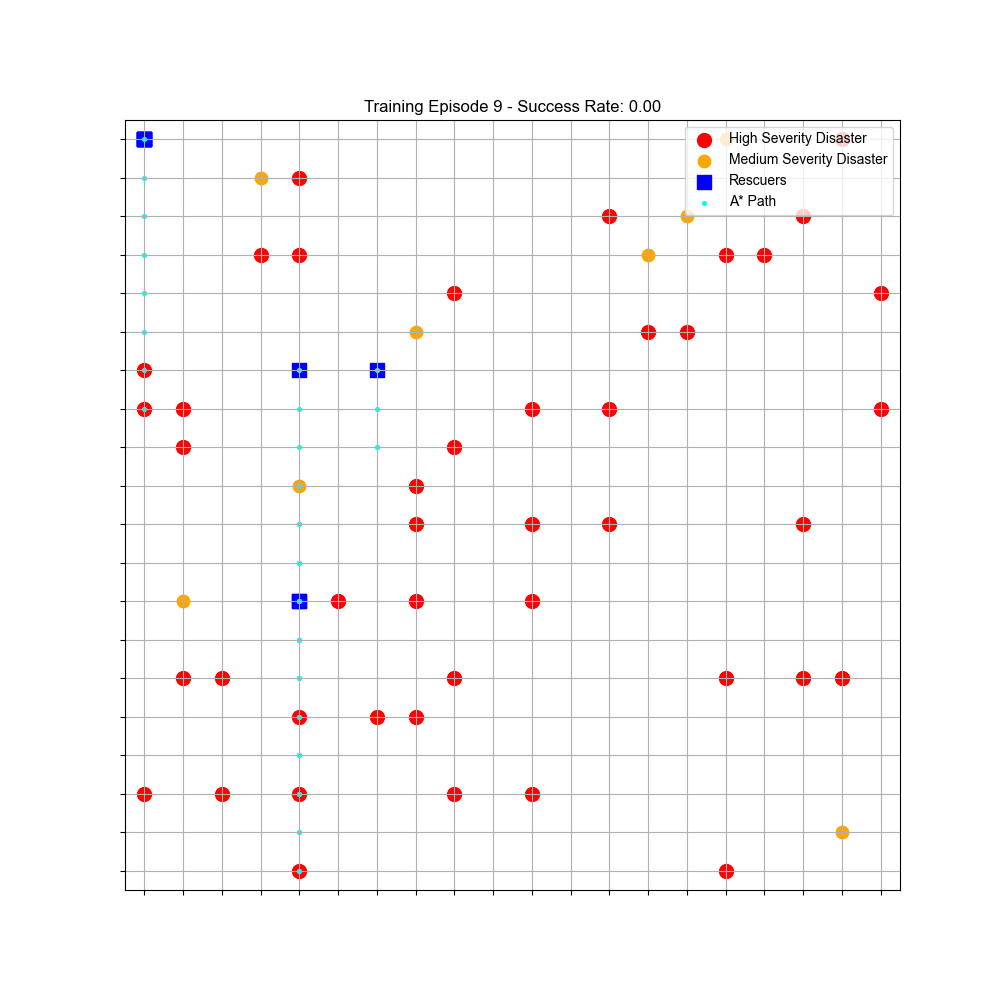 Training Episode 9 - Success Rate: 0.00
High Severity Disaster
Medium Severity Disaster
Rescuers
A* Path